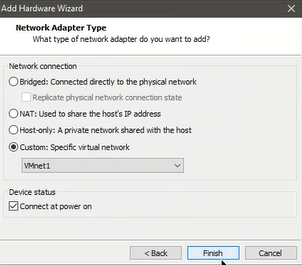 Add Hardware Wizard
Network Adapter Type
What type of network adapter do you want to add?
Network connection
Bridged: Connected directly to the physical network
Replicate physical network connection state
NAT: Used to share the host's IP address
Host-only: A private network shared with the host
Custom: Specific virtual network
VMnet1
Device status
Connect at power on
< Back Finish Cancel